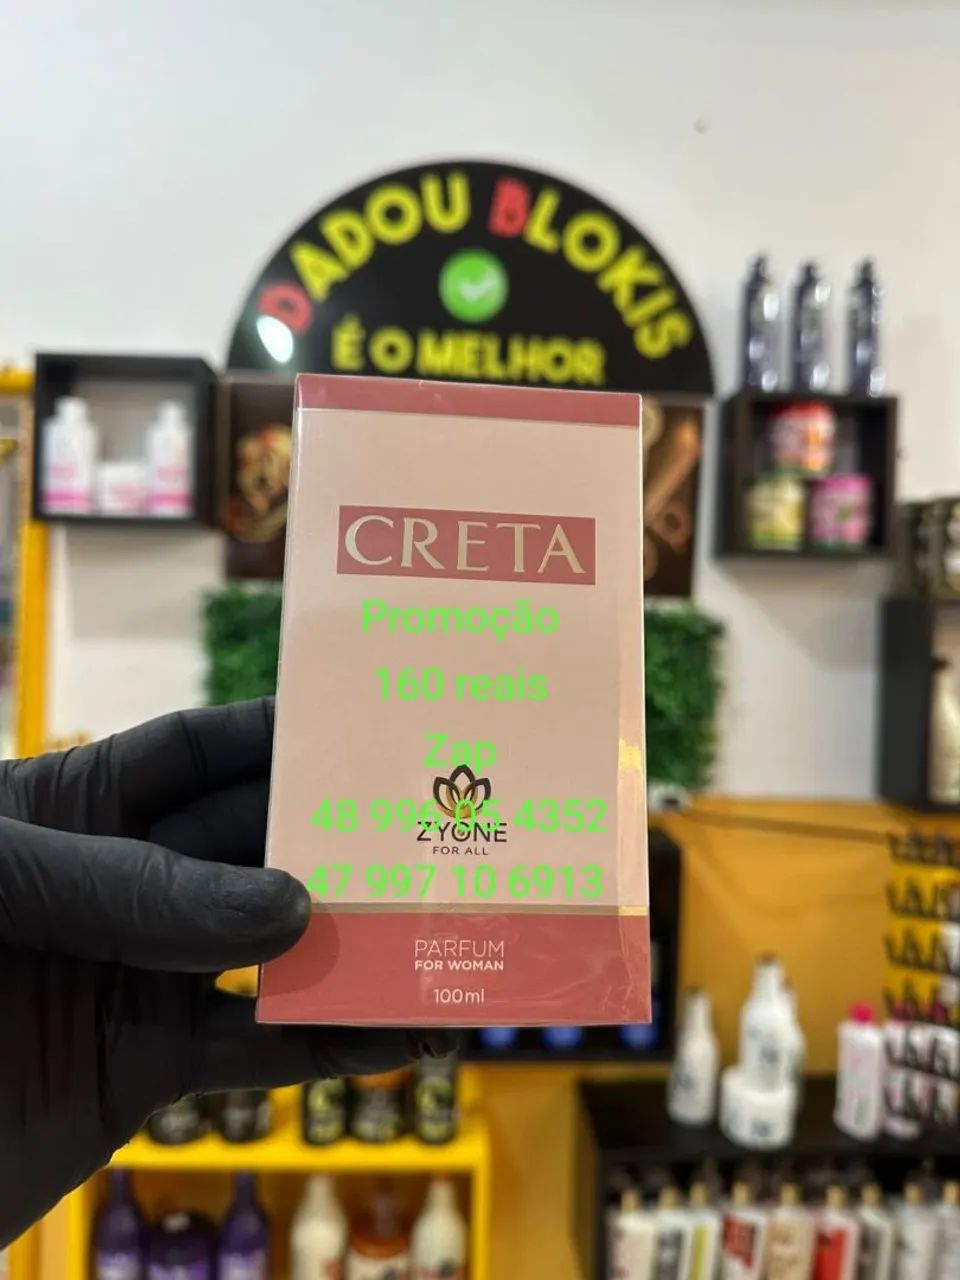 DADOU BLOKIS
É O MELHOR
CRETA
Promoção
160 reais
Zap
48 996 05 4352
ZYONE
FOR ALL
47 997 10 6913
PARFUM
FOR WOMAN
100ml